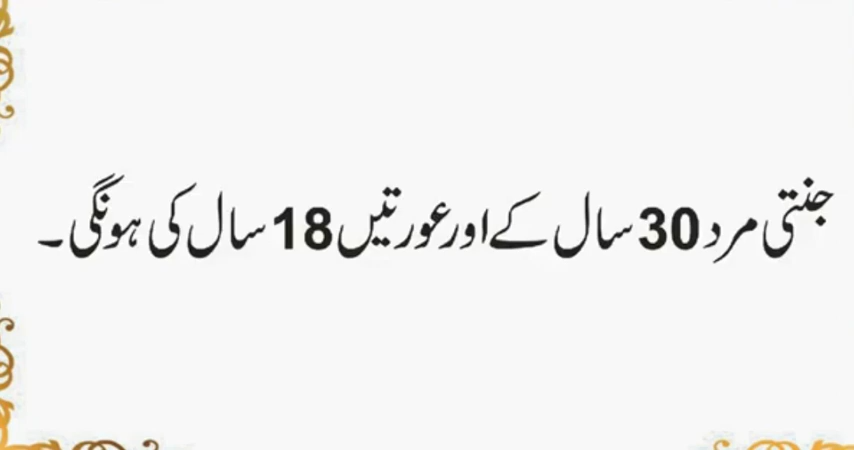 جنتی مرد 30 سال کے اور عورتیں 18 سال کی ہونگی۔